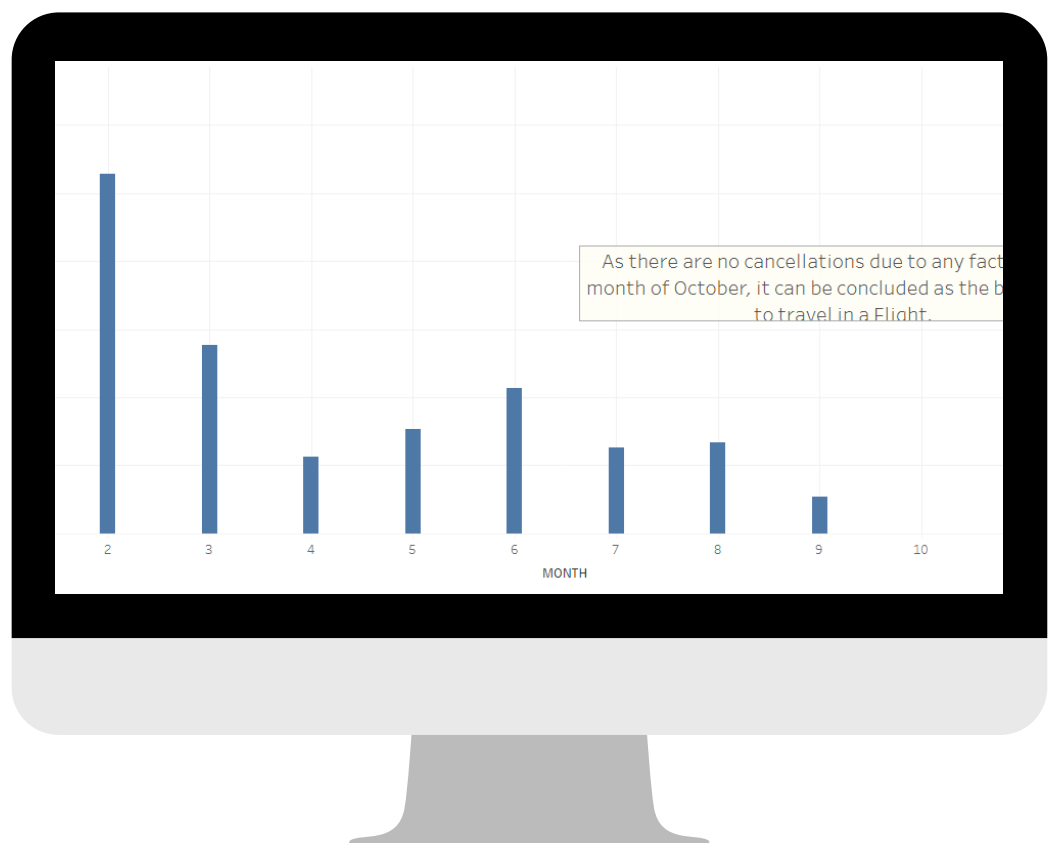 As there are no cancellations due to any fact
month of October, it can be concluded as the b
to travel in a Flight.
2 3 4 5 6 7 8 9 10
MONTH